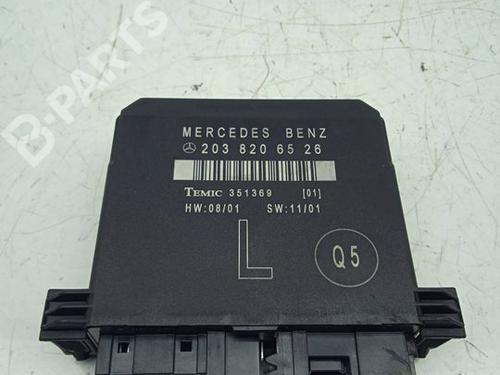 B-PARTS
MERCEDES BENZ
203 820 65 26
TEMIC 351369 [01]
HW:08/01 SW:11/01
L
Q5